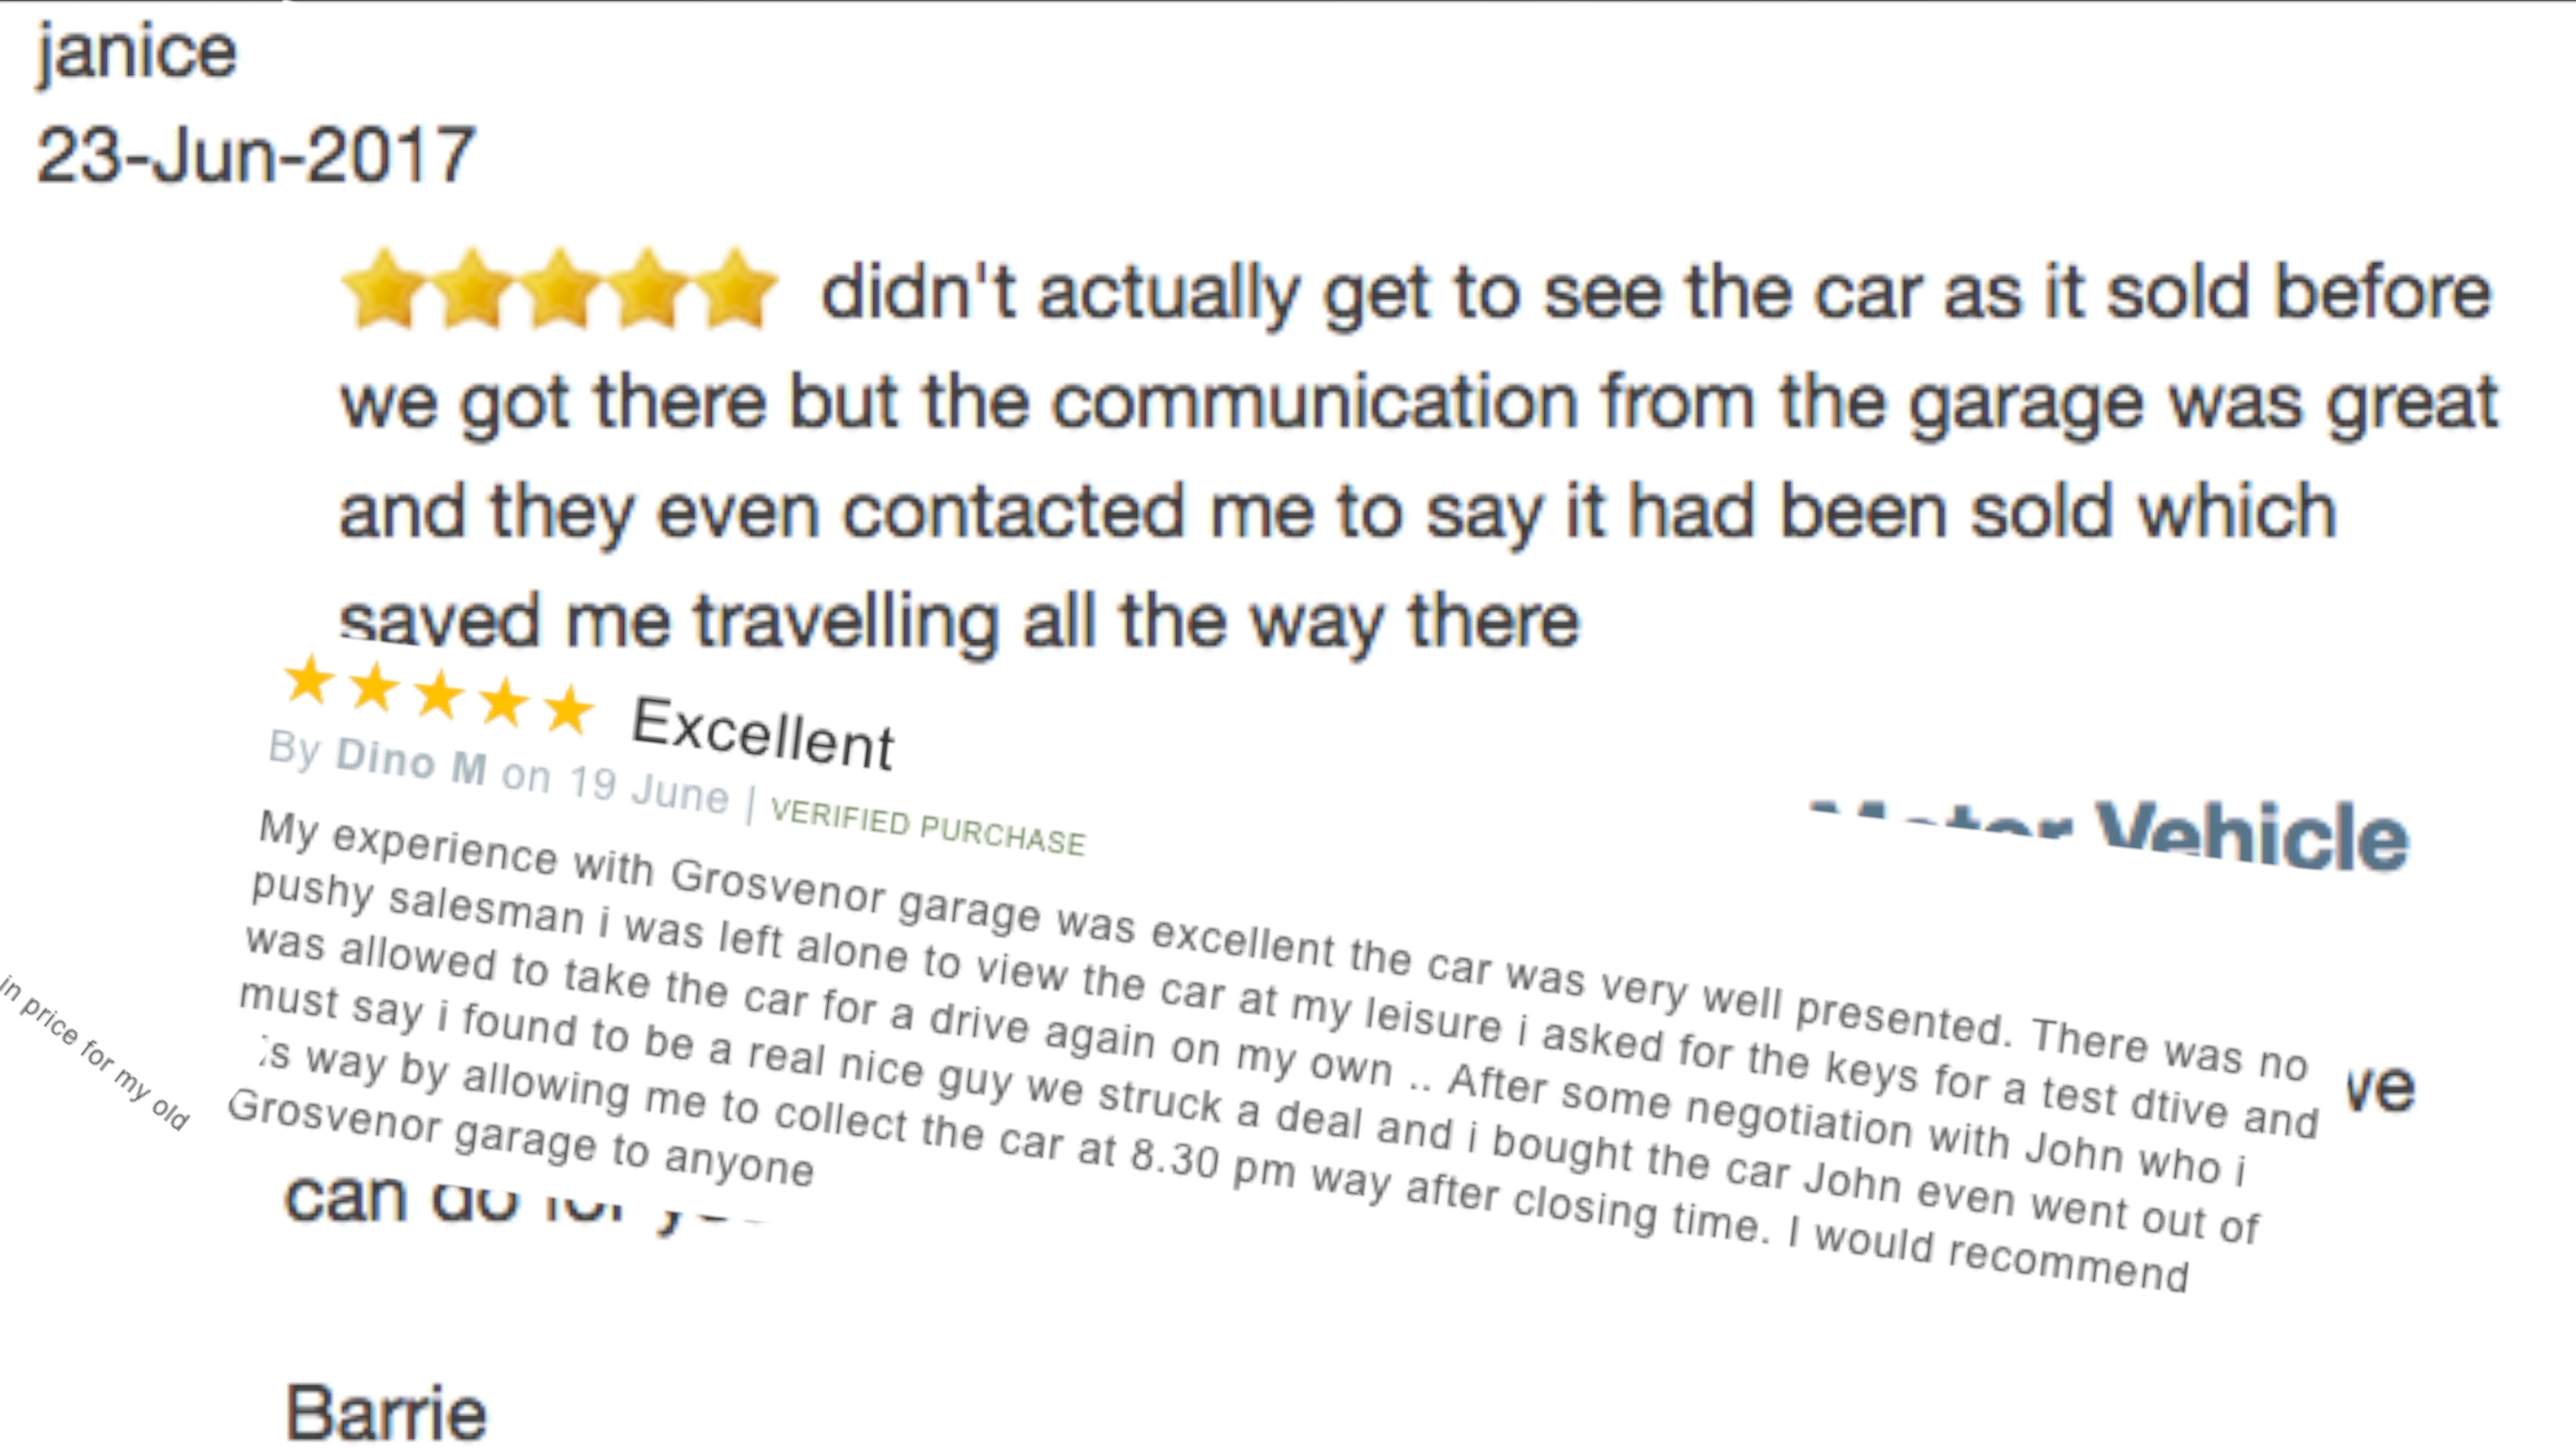 janice
23-Jun-2017
didn't actually get to see the car as it sold before
we got there but the communication from the garage was great
and they even contacted me to say it had been sold which
saved me travelling all the way there
Excellent
By Dino M on 19 June | VERIFIED PURCHASE
Motor Vehicle
My experience with Grosvenor garage was excellent the car was very well presented. There was no
pushy salesman i was left alone to view the car at my leisure i asked for the keys for a test dtive and
was allowed to take the car for a drive again on my own .. After some negotiation with John who i
must say i found to be a real nice guy we struck a deal and i bought the car John even went out of
way by allowing me to collect the car at 8.30 pm way after closing time. I would recommend
Grosvenor garage to anyone
in price for my old
can do for
Barrie